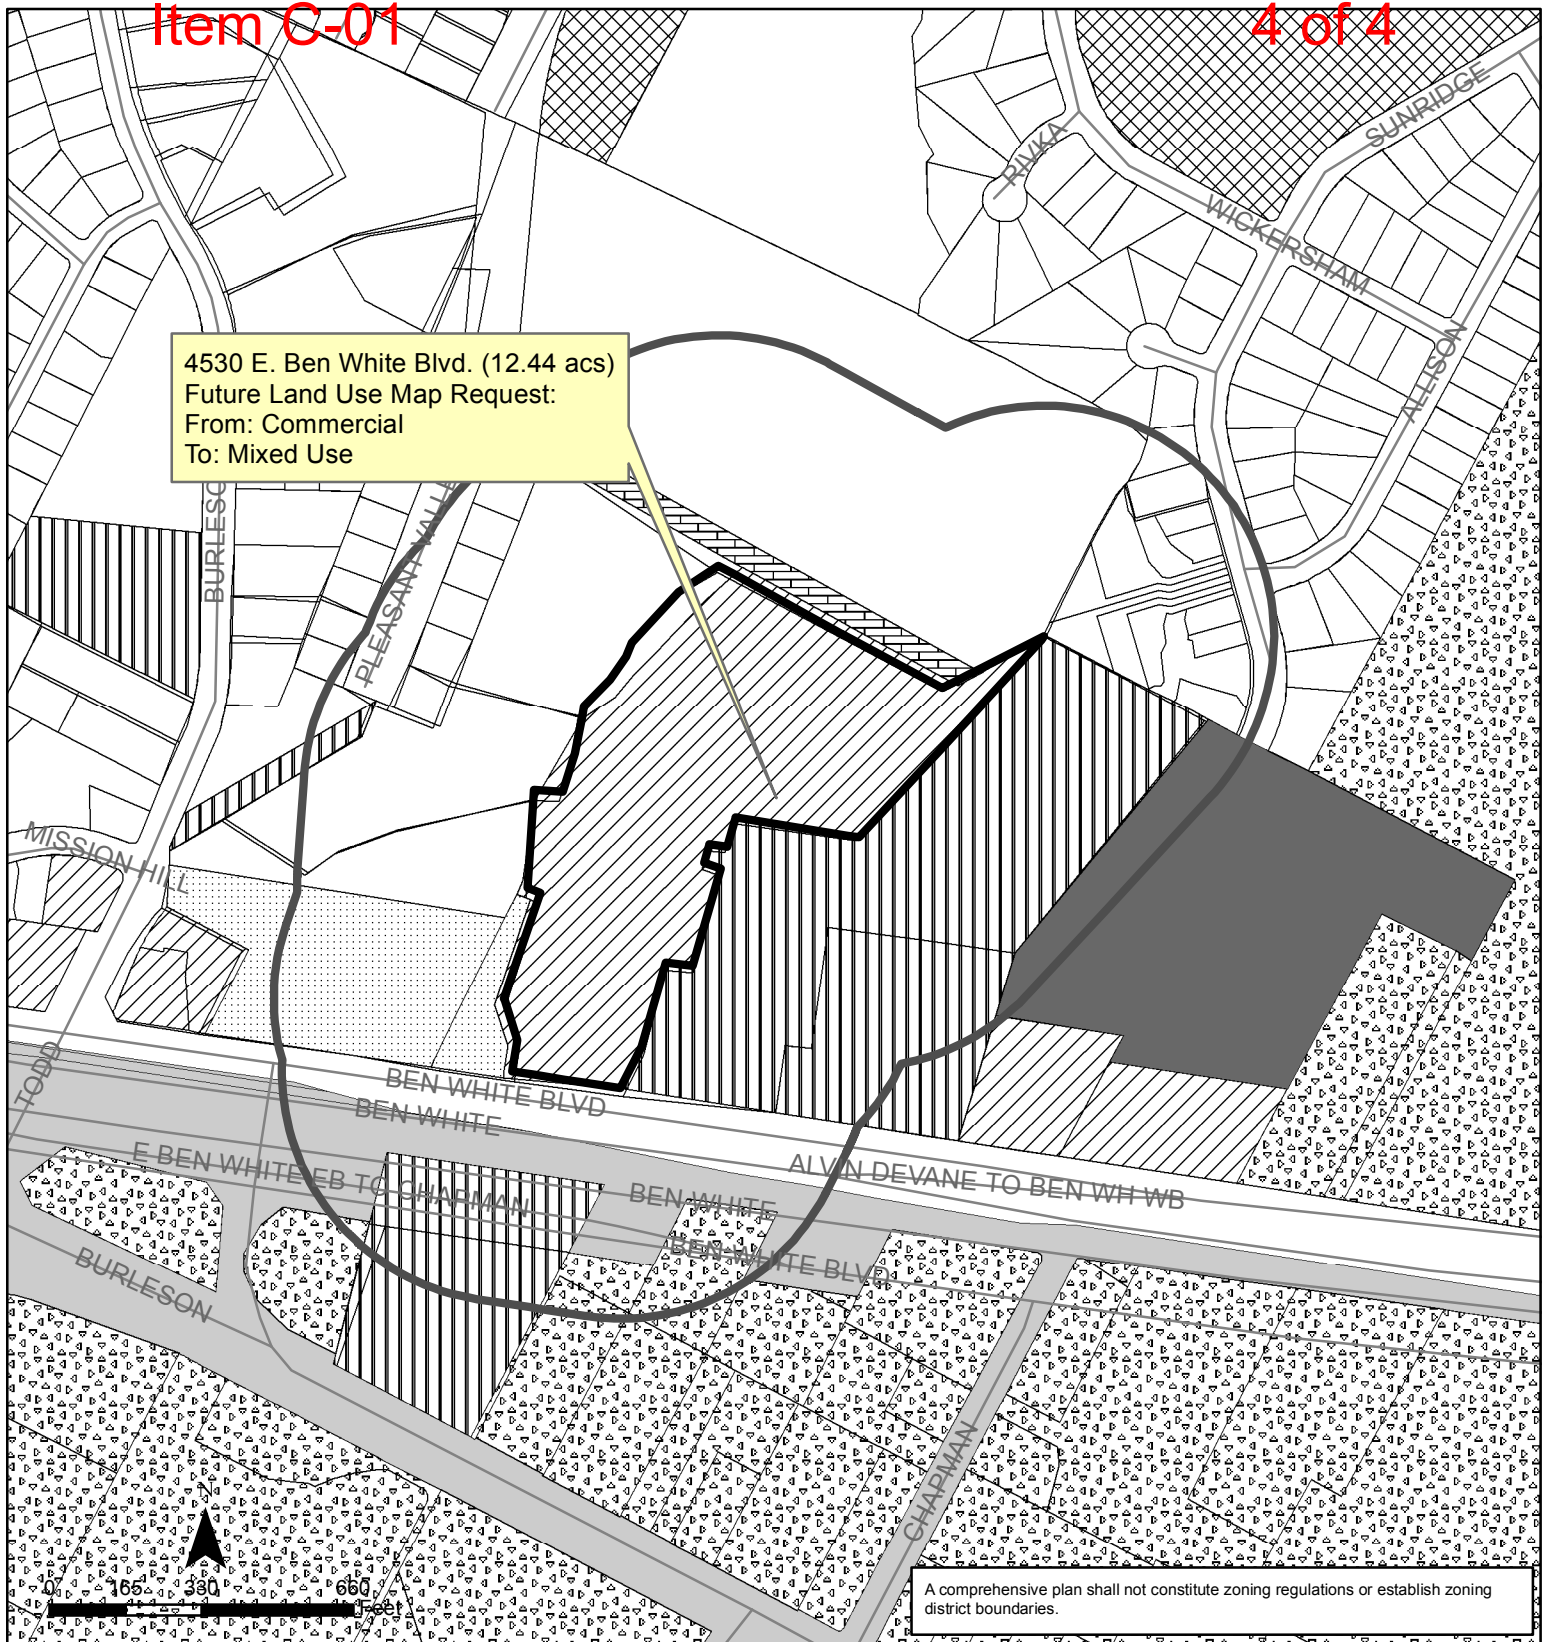 Item C-01
4 of 4
SUNRIDGE
RIVKA
WICKERSHAM
ALLISON
4530 E. Ben White Blvd. (12.44 acs)
Future Land Use Map Request:
From: Commercial
To: Mixed Use
BURLESO
PLEASANT VALLE
MISSION HILL
TODD
BEN WHITE BLVD
BEN WHITE
E BEN WHITE EB TO CHAPMAN
ALVIN DEVANE TO BEN WH WB
BEN WHITE
BEN WHITE BLVD
BURLESON
CHAPMAN
N
0 165 330 660
Feet
A comprehensive plan shall not constitute zoning regulations or establish zoning
district boundaries.